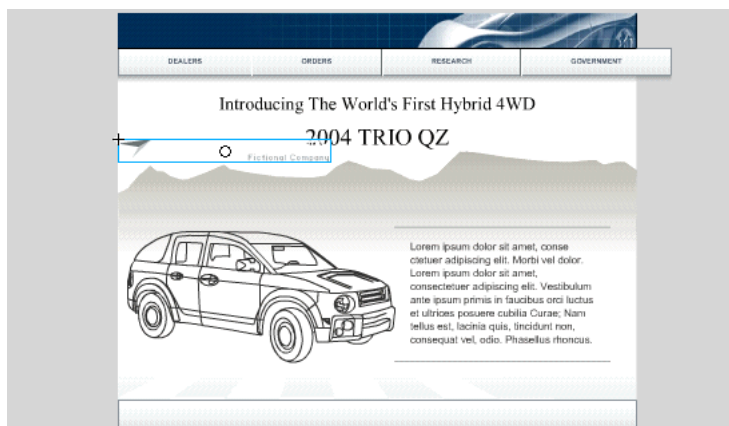 DEALERS
ORDERS
RESEARCH
GOVERNMENT
Introducing The World's First Hybrid 4WD
2004 TRIO QZ
Fictional Company
Lorem ipsum dolor sit amet, conse
ctetuer adipiscing elit. Morbi vel dolor.
Lorem ipsum dolor sit amet,
consectetuer adipiscing elit. Vestibulum
ante ipsum primis in faucibus orci luctus
et ultrices posuere cubilia Curae; Nam
tellus est, lacinia quis, tincidunt non,
consequat vel, odio. Phasellus rhoncus.